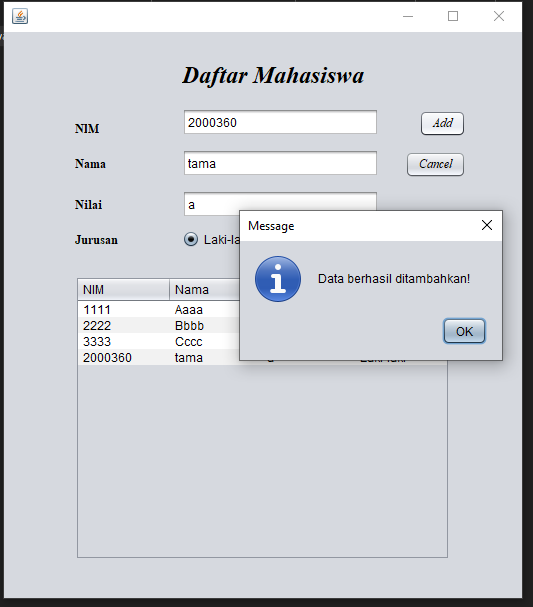 Daftar Mahasiswa
NIM 2000360 Add
Nama tama Cancel
Nilai a
Message
Jurusan Laki-la
Data berhasil ditambahkan!
OK
NIM Nama
1111 Aaaa
2222 Bbbb
3333 Cccc
2000360 tama